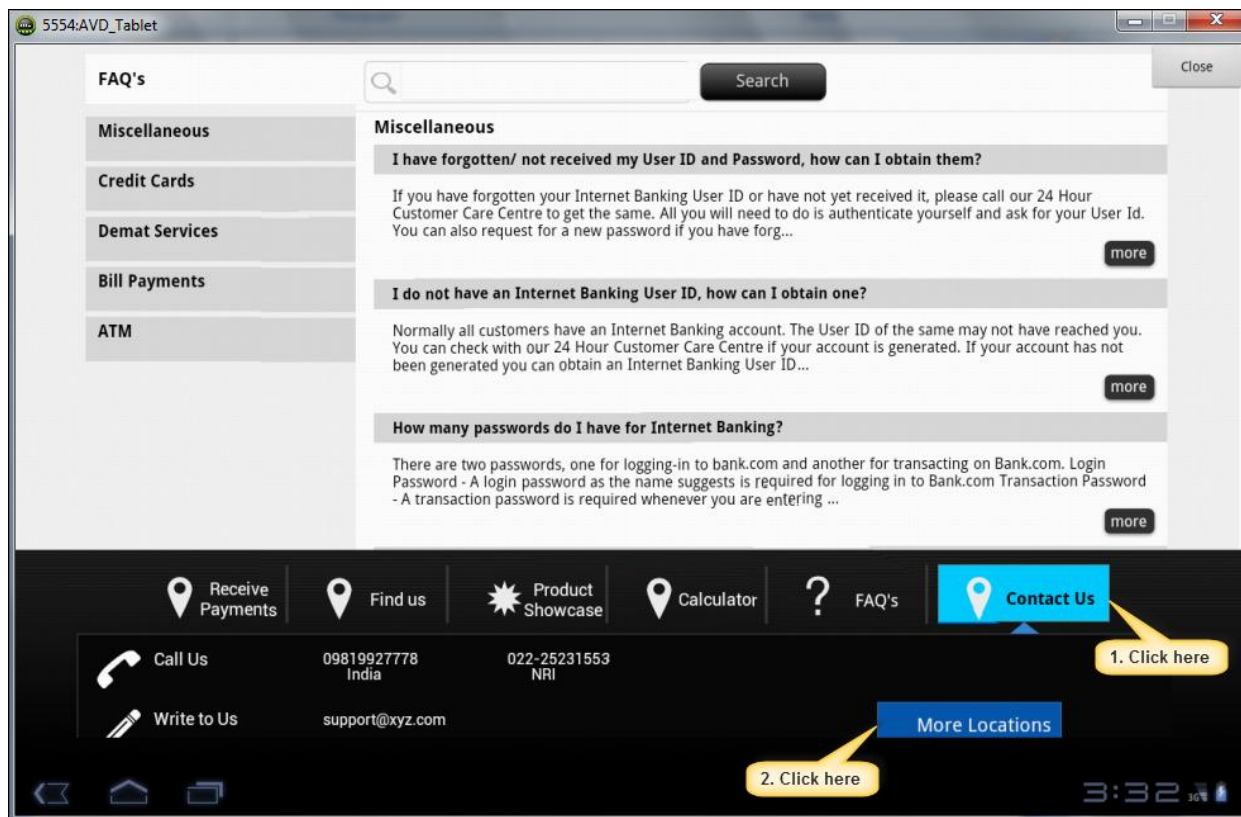 5554:AVD_Tablet
Close
FAQ's
Search
Miscellaneous
Credit Cards
Demat Services
Bill Payments
ATM
Miscellaneous
I have forgotten/ not received my User ID and Password, how can I obtain them?
If you have forgotten your Internet Banking User ID or have not yet received it, please call our 24 Hour
Customer Care Centre to get the same. All you will need to do is authenticate yourself and ask for your User Id.
You can also request for a new password if you have forg...
more
I do not have an Internet Banking User ID, how can I obtain one?
Normally all customers have an Internet Banking account. The User ID of the same may not have reached you.
You can check with our 24 Hour Customer Care Centre if your account is generated. If your account has not
been generated you can obtain an Internet Banking User ID...
more
How many passwords do I have for Internet Banking?
There are two passwords, one for logging-in to bank.com and another for transacting on Bank.com. Login
Password - A login password as the name suggests is required for logging in to Bank.com Transaction Password
- A transaction password is required whenever you are entering ...
more
Receive
Payments
Find us
Product
Showcase
Calculator
? FAQ's
Contact Us
1. Click here
Call Us
09819927778
India
022-25231553
NRI
Write to Us
support@xyz.com
More Locations
2. Click here
3:32 3G